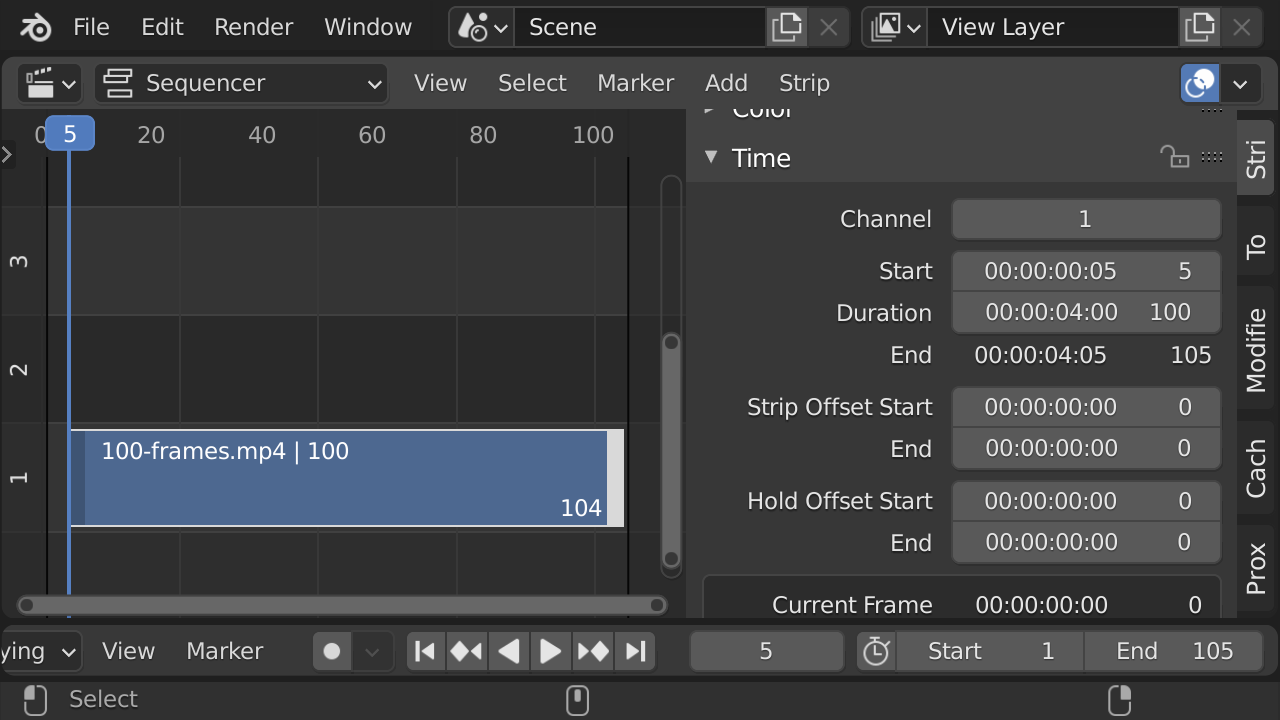 File Edit Render Window Scene View Layer
Sequencer View Select Marker Add Strip
0 5 20 40 60 80 100
3
2
1
100-frames.mp4 | 100
104
Color
Time
Channel 1
Start 00:00:00:05 5
Duration 00:00:04:00 100
End 00:00:04:05 105
Strip Offset Start 00:00:00:00 0
End 00:00:00:00 0
Hold Offset Start 00:00:00:00 0
End 00:00:00:00 0
Current Frame 00:00:00:00 0
Stri
To
Modifie
Cach
Prox
ying View Marker 5 Start 1 End 105
Select